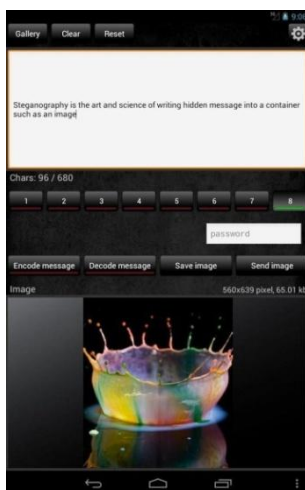 9:08
Gallery Clear Reset
Steganography is the art and science of writing hidden message into a container
such as an image
Chars: 96 / 680
1 2 3 4 5 6 7 8
password
Encode message Decode message Save image Send image
Image 560x639 pixel, 65.01 kb